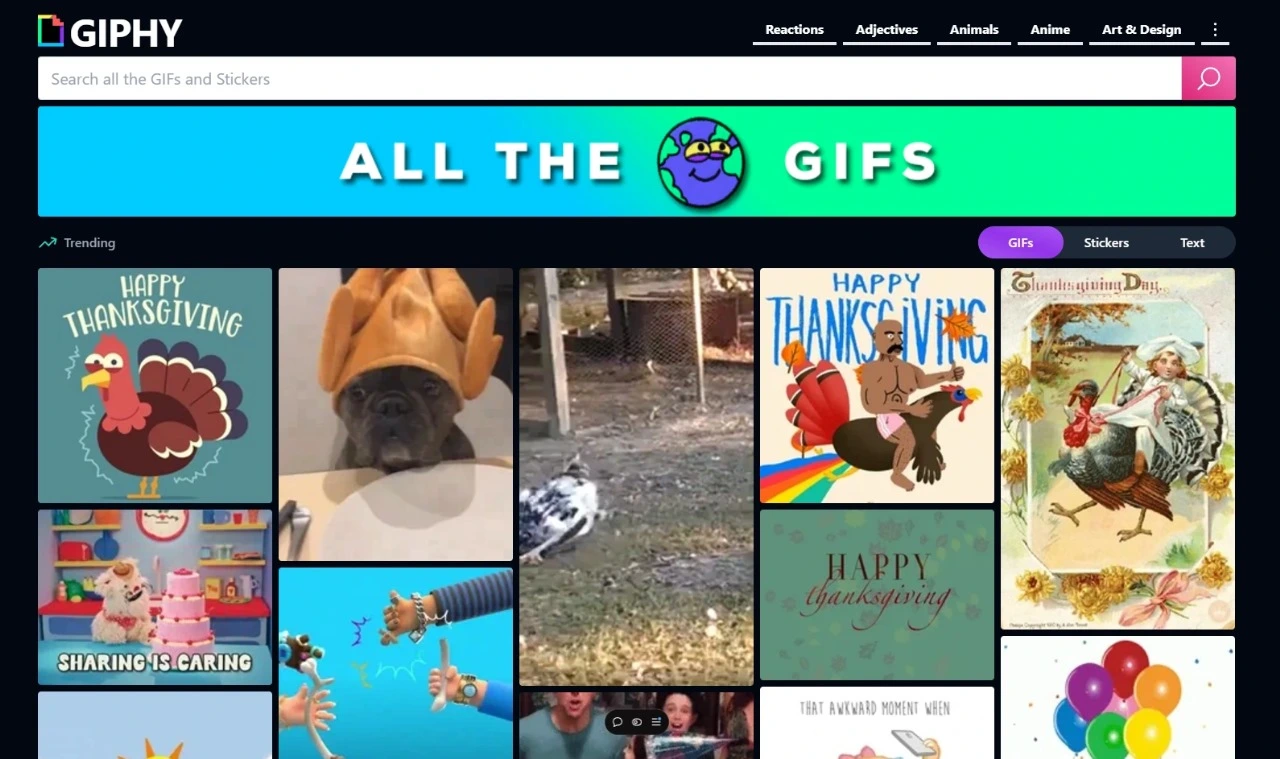 GIPHY
Reactions
Adjectives
Animals
Anime
Art & Design
Search all the GIFs and Stickers
ALL THE GIFS
Trending
GIFs
Stickers
Text
HAPPY
THANKSGIVING
HAPPY
THANKSGIVING
Thanksgiving Day.
HAPPY
thanksgiving
SHARING IS CARING
THAT AWKWARD MOMENT WHEN